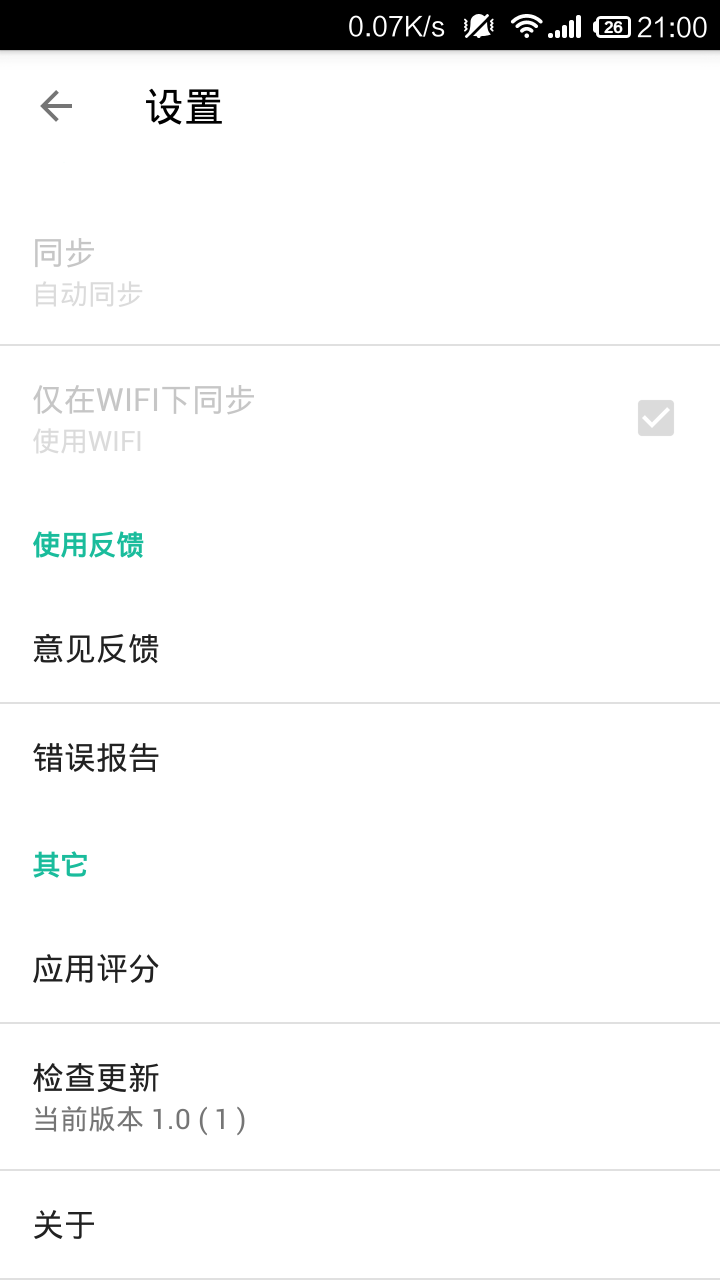 0.07K/s 26 21:00
设置
同步
自动同步
仅在WIFI下同步
使用WIFI
使用反馈
意见反馈
错误报告
其它
应用评分
检查更新
当前版本 1.0 ( 1 )
关于